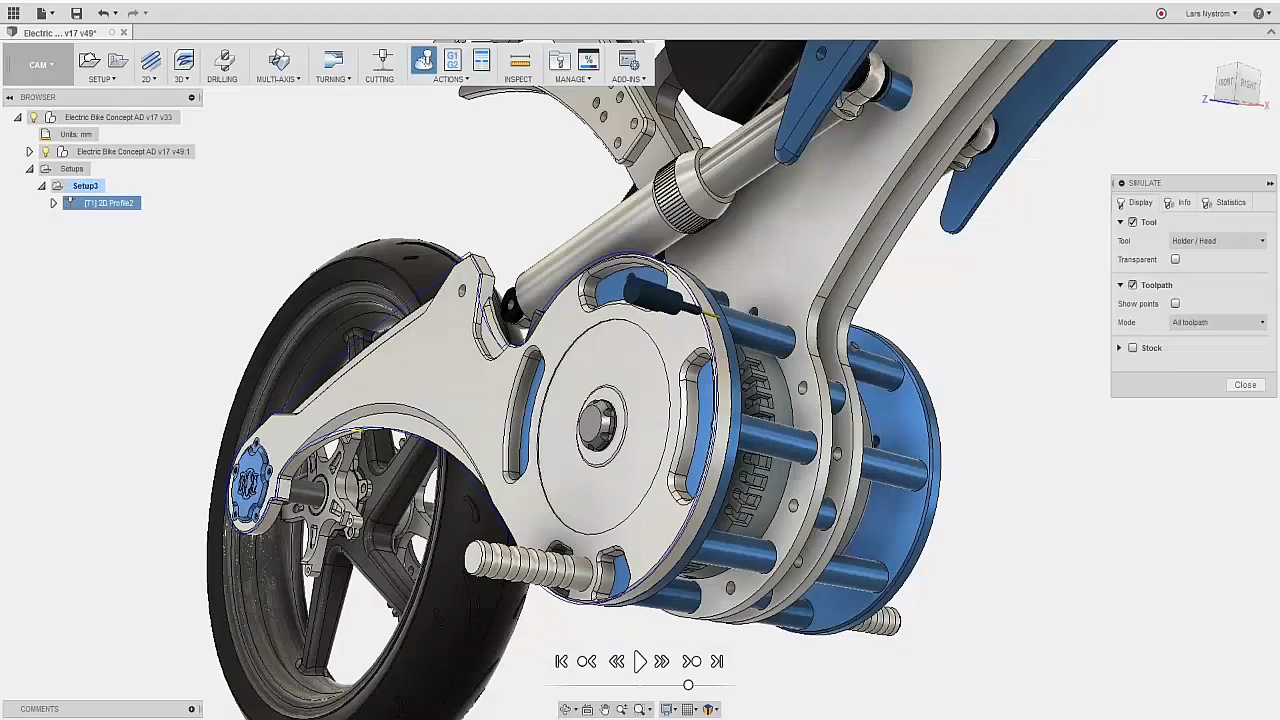 Lars Nyström
Electric ... v17 v49*
CAM
SETUP
2D
3D
DRILLING
MULTI-AXIS
TURNING
CUTTING
G1
G2
ACTIONS
INSPECT
MANAGE
ADD-INS
BROWSER
Electric Bike Concept AD v17 v33
Units: mm
Electric Bike Concept AD v17 v49:1
Setups
Setup3
[T1] 2D Profile2
FRONT
RIGHT
Z
X
SIMULATE
Display
Info
Statistics
Tool
Tool
Holder / Head
Transparent
Toolpath
Show points
Mode
All toolpath
Stock
Close
COMMENTS